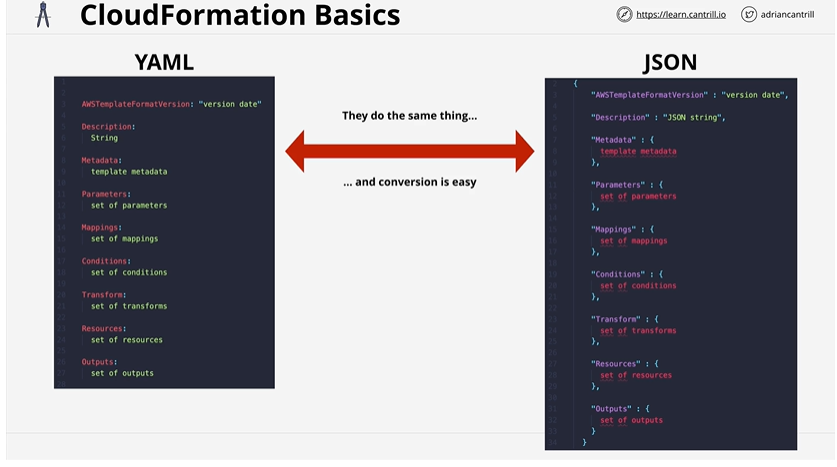 CloudFormation Basics
https://learn.cantrill.io
adriancantrill
YAML
AWSTemplateFormatVersion: "version date"
Description:
String
Metadata:
template metadata
Parameters:
set of parameters
Mappings:
set of mappings
Conditions:
set of conditions
Transform:
set of transforms
Resources:
set of resources
Outputs:
set of outputs
They do the same thing...
... and conversion is easy
JSON
{
"AWSTemplateFormatVersion" : "version date",
"Description" : "JSON string",
"Metadata" : {
template metadata
},
"Parameters" : {
set of parameters
},
"Mappings" : {
set of mappings
},
"Conditions" : {
set of conditions
},
"Transform" : {
set of transforms
},
"Resources" : {
set of resources
},
"Outputs" : {
set of outputs
}
}